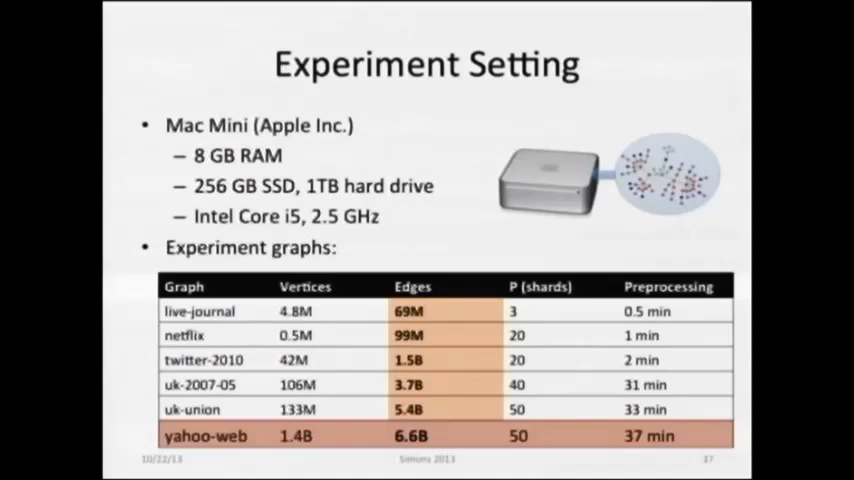 Experiment Setting
• Mac Mini (Apple Inc.)
– 8 GB RAM
– 256 GB SSD, 1TB hard drive
– Intel Core i5, 2.5 GHz
• Experiment graphs:
Graph Vertices Edges P (shards) Preprocessing
live-journal 4.8M 69M 3 0.5 min
netflix 0.5M 99M 20 1 min
twitter-2010 42M 1.5B 20 2 min
uk-2007-05 106M 3.7B 40 31 min
uk-union 133M 5.4B 50 33 min
yahoo-web 1.4B 6.6B 50 37 min
10/22/13 Simons 2013 37